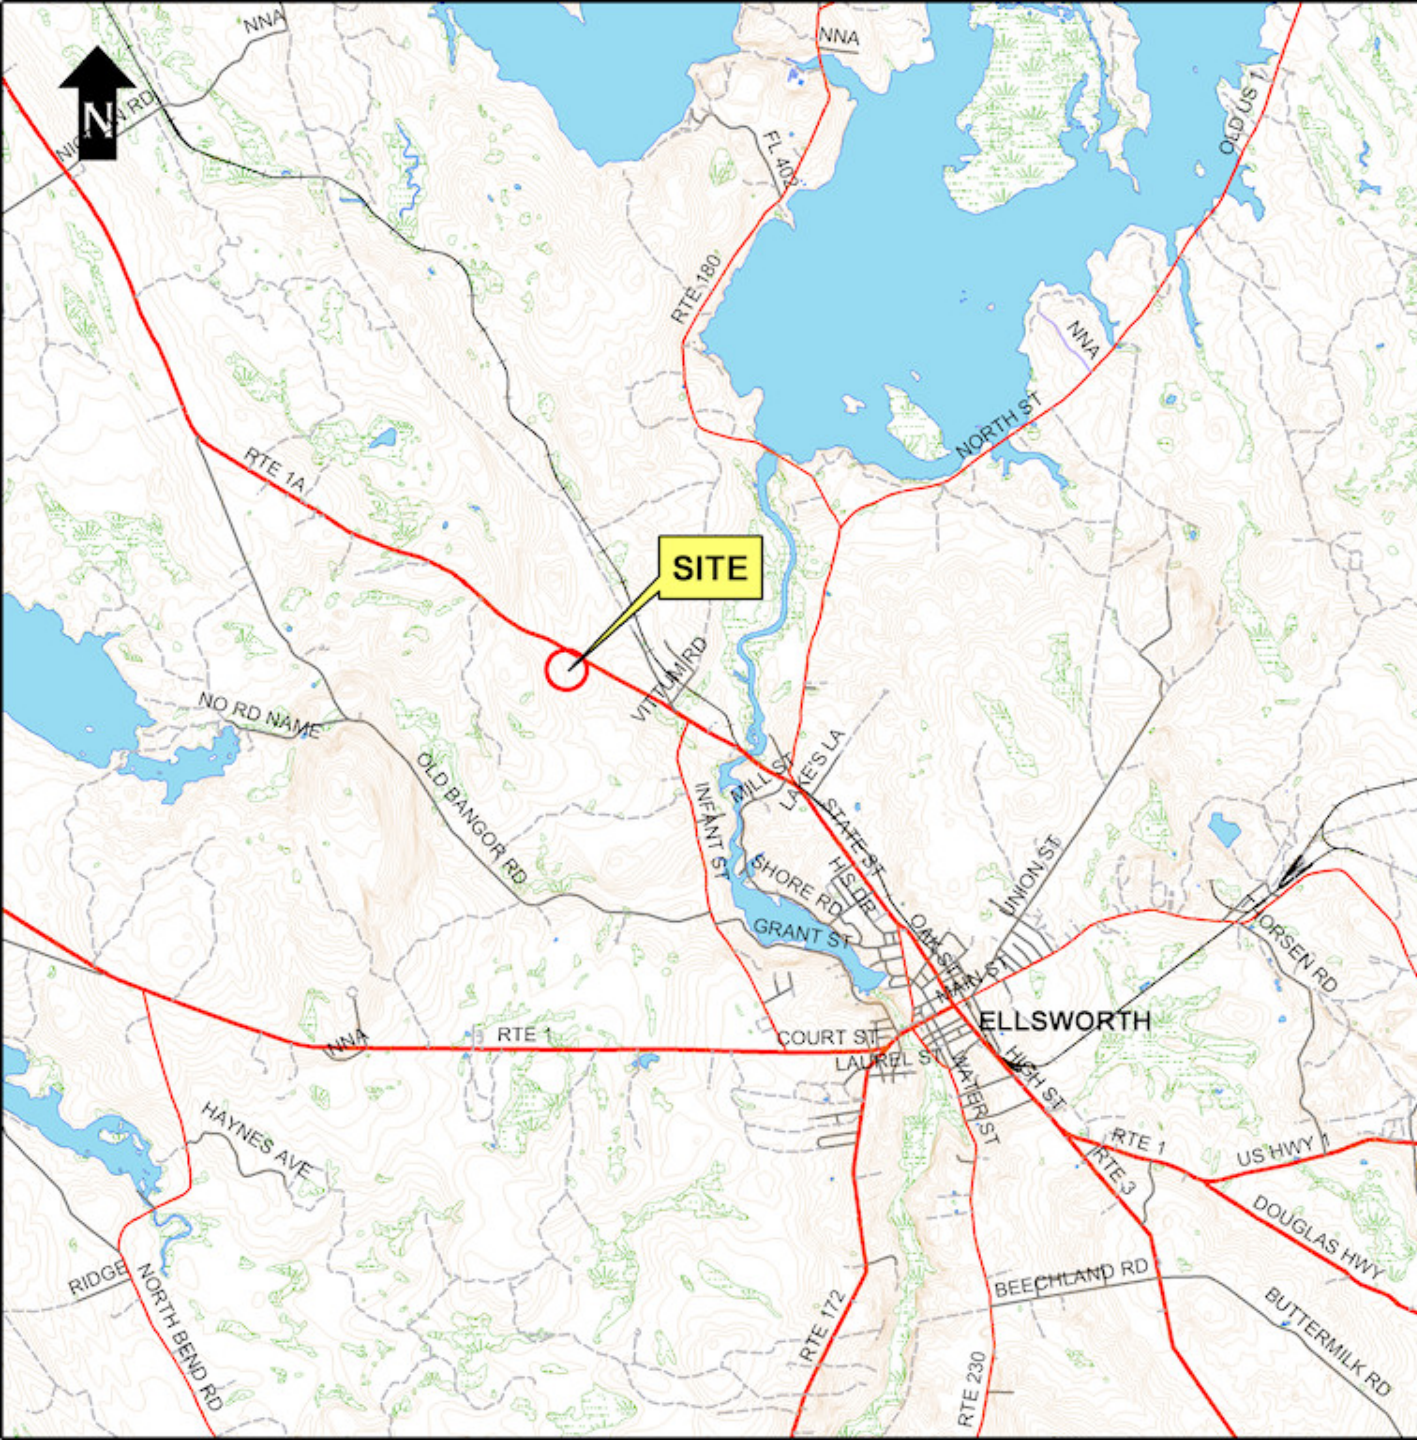 NNA
NNA
N
RD
FL 402
OLD US 1
RTE 180
NNA
NORTH ST
RTE 1A
SITE
VITTUM RD
NO RD NAME
OLD BANGOR RD
MILL ST
LAKE'S LA
INFANT ST
STATE ST
H S DR
SHORE RD
UNION ST
GRANT ST
OAK ST
MAIN ST
THORSEN RD
ELLSWORTH
NNA
RTE 1
COURT ST
LAUREL ST
WATER ST
HIGH ST
HAYNES AVE
RTE 1
US HWY 1
RTE 3
DOUGLAS HWY
RIDGE
NORTH BEND RD
BEECHLAND RD
BUTTERMILK RD
RTE 172
RTE 230